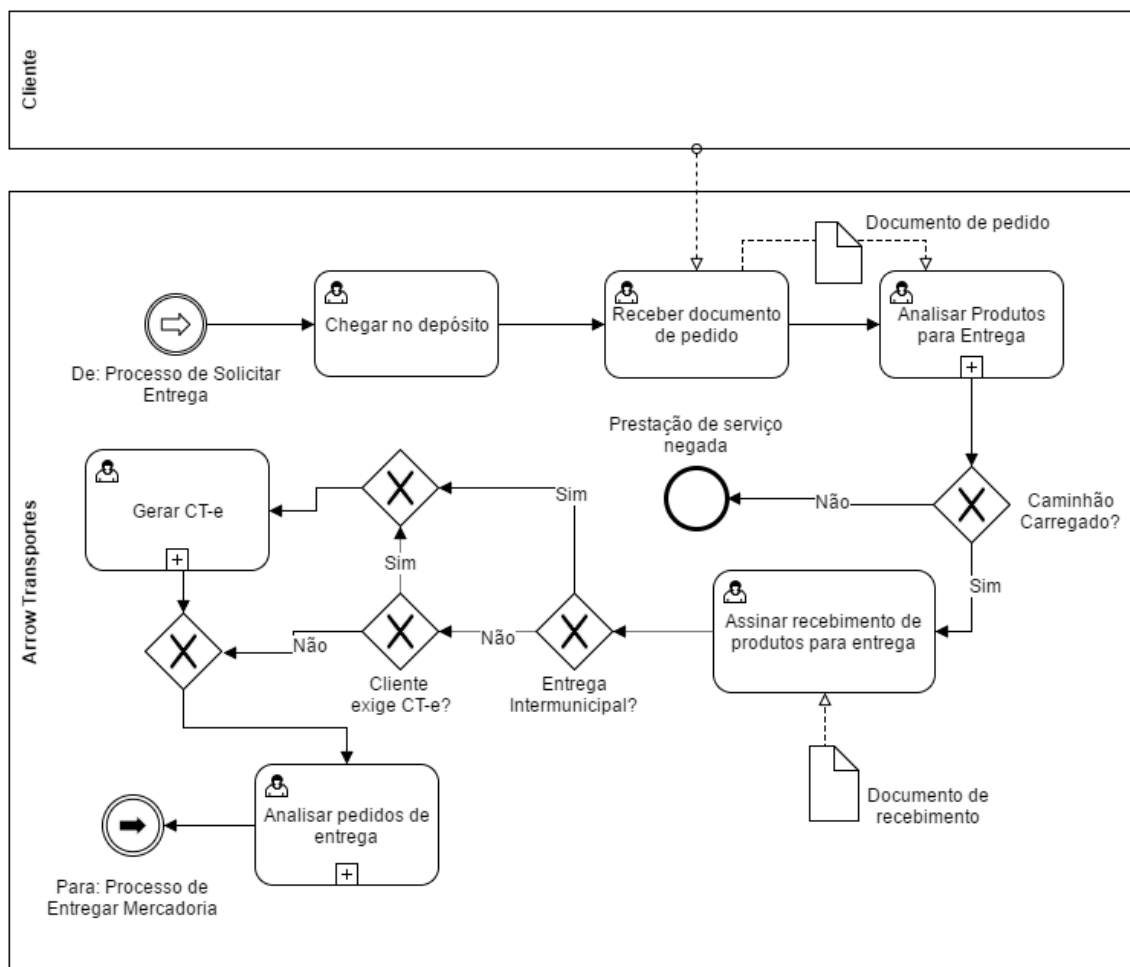 Cliente
Arrow Transportes
Documento de pedido
Chegar no depósito
Receber documento
de pedido
Analisar Produtos
para Entrega
De: Processo de Solicitar
Entrega
Prestação de serviço
negada
Não
Caminhão
Carregado?
Sim
Gerar CT-e
Sim
Sim
Não
Cliente
exige CT-e?
Não
Entrega
Intermunicipal?
Assinar recebimento de
produtos para entrega
Documento de
recebimento
Analisar pedidos de
entrega
Para: Processo de
Entregar Mercadoria